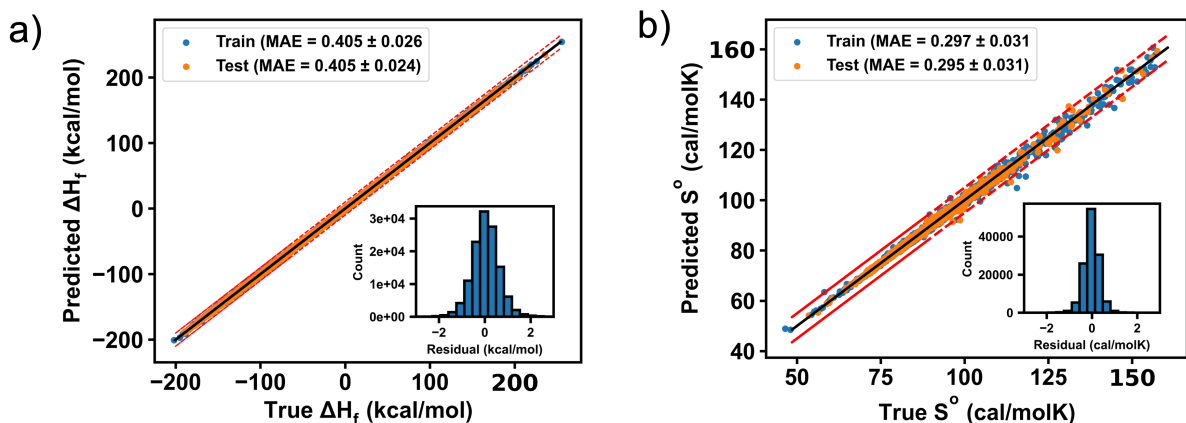 a)
Train (MAE = 0.405 ± 0.026
Test (MAE = 0.405 ± 0.024)
Predicted ΔHf (kcal/mol)
200
100
0
−100
−200
−200
−100
0
100
200
True ΔHf (kcal/mol)
Count
3e+04
2e+04
1e+04
0e+00
−2
0
2
Residual (kcal/mol)
b)
Train (MAE = 0.297 ± 0.031
Test (MAE = 0.295 ± 0.031)
Predicted So (cal/molK)
160
140
120
100
80
60
40
50
75
100
125
150
True So (cal/molK)
Count
40000
20000
0
−2
0
2
Residual (cal/molK)